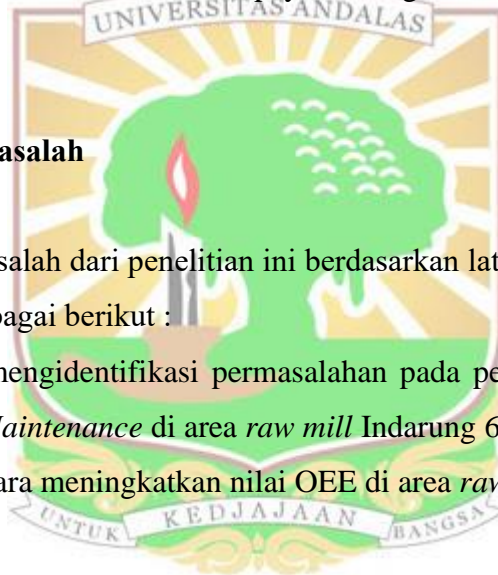 UNIVERSITAS ANDALAS
asalah
salah dari penelitian ini berdasarkan lat
bagai berikut :
mengidentifikasi permasalahan pada pe
Maintenance di area raw mill Indarung 6
ara meningkatkan nilai OEE di area raw
UNTUK KEDJAJAAN BANGSA